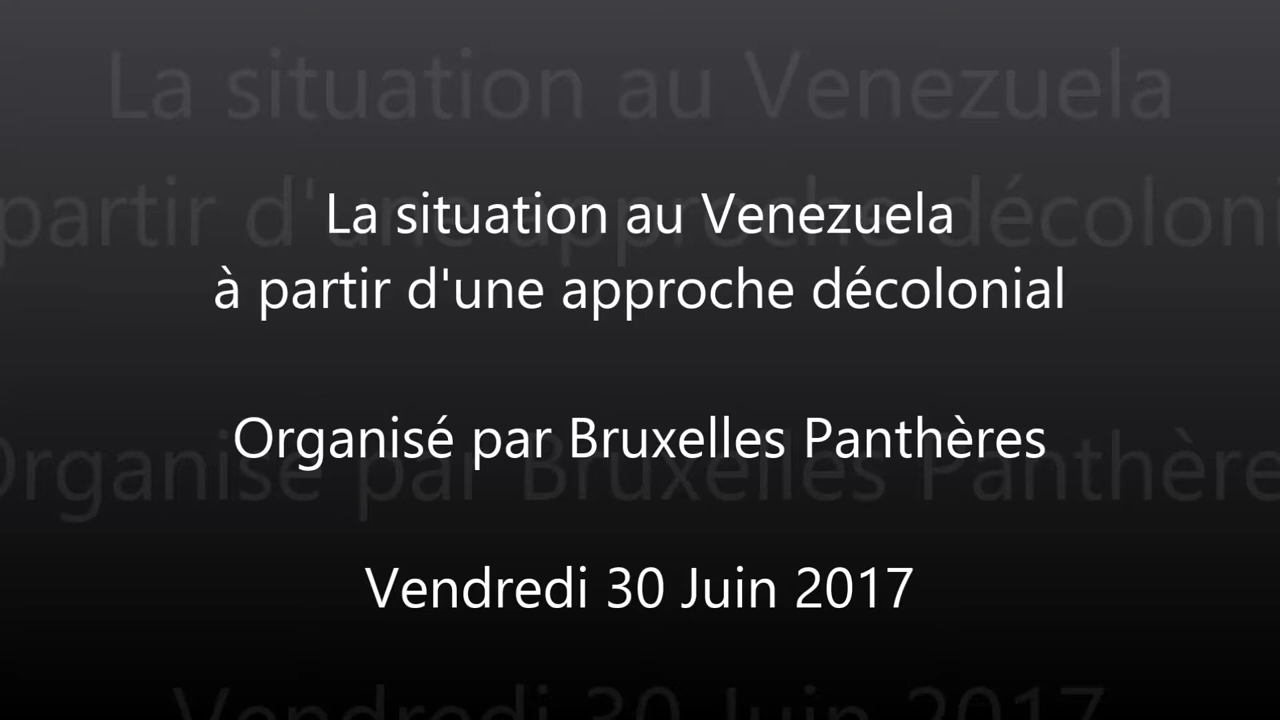 La situation au Venezuela
à partir d'une approche décolonial
Organisé par Bruxelles Panthères
Vendredi 30 Juin 2017